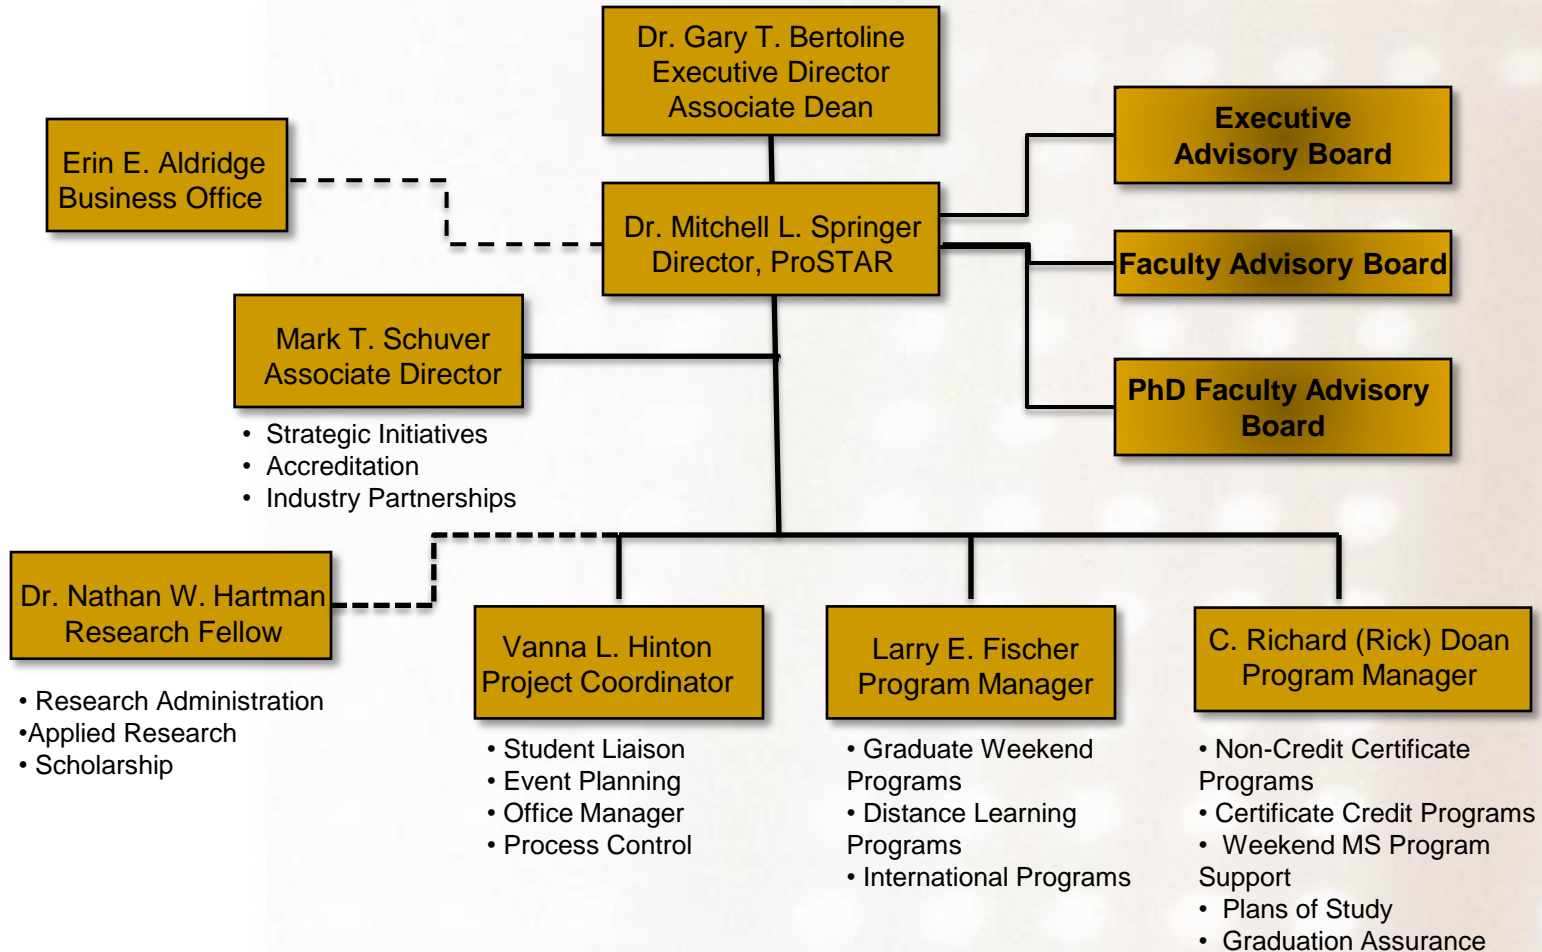 Dr. Gary T. Bertoline
Executive Director
Associate Dean
Executive
Advisory Board
Erin E. Aldridge
Business Office
Dr. Mitchell L. Springer
Director, ProSTAR
Faculty Advisory Board
Mark T. Schuver
Associate Director
PhD Faculty Advisory
Board
• Strategic Initiatives
• Accreditation
• Industry Partnerships
Dr. Nathan W. Hartman
Research Fellow
• Research Administration
•Applied Research
• Scholarship
Vanna L. Hinton
Project Coordinator
• Student Liaison
• Event Planning
• Office Manager
• Process Control
Larry E. Fischer
Program Manager
• Graduate Weekend
Programs
• Distance Learning
Programs
• International Programs
C. Richard (Rick) Doan
Program Manager
• Non-Credit Certificate
Programs
• Certificate Credit Programs
• Weekend MS Program
Support
• Plans of Study
• Graduation Assurance